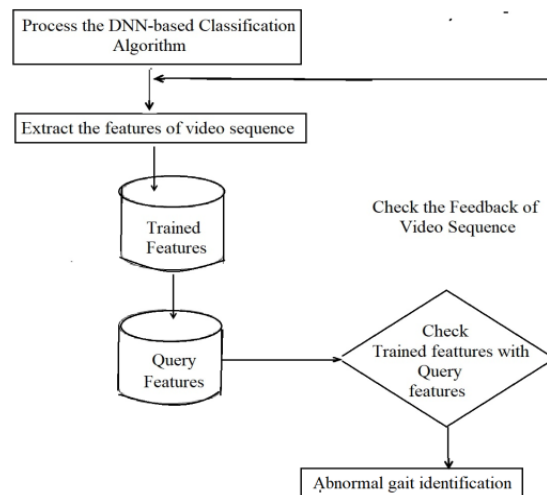 Process the DNN-based Classification
Algorithm
Extract the features of video sequence
Trained
Features
Check the Feedback of
Video Sequence
Query
Features
Check
Trained feattures with
Query
features
Abnormal gait identification